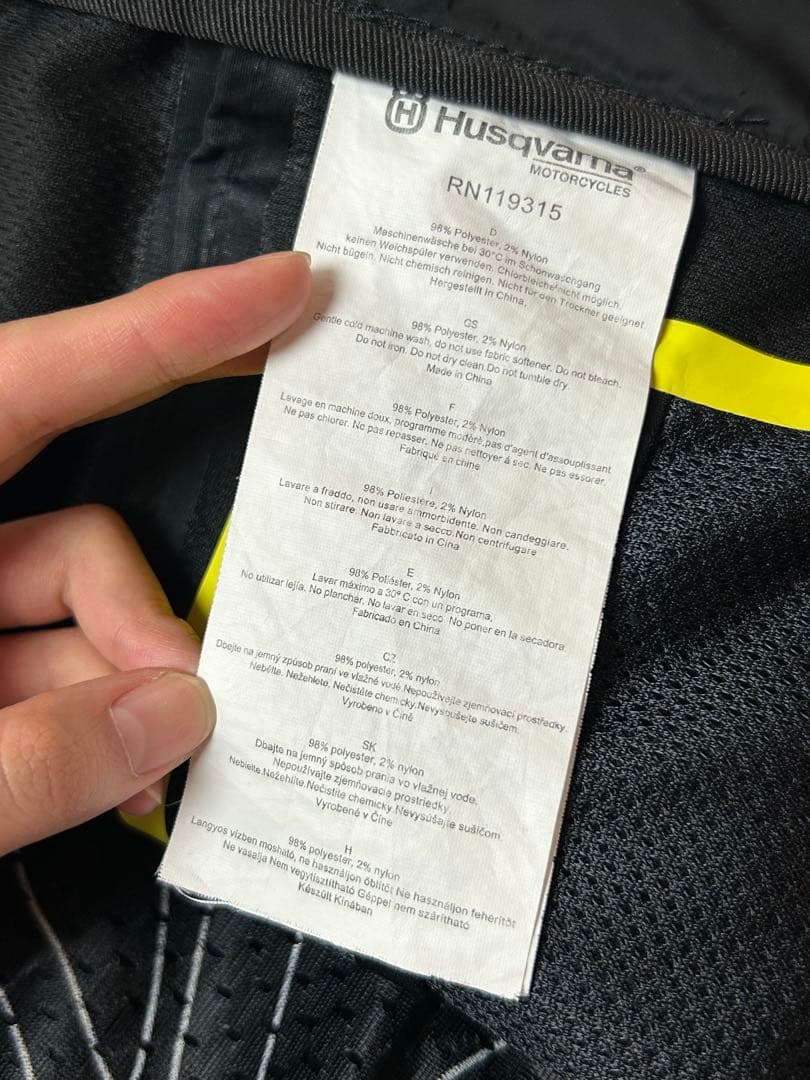 H Husqvarna®
MOTORCYCLES
RN119315
D
98% Polyester, 2% Nylon
Maschinenwäsche bei 30°C im Schonwaschgang
keinen Weichspüler verwenden. Chlorbleiche nicht möglich.
Nicht bügeln. Nicht chemisch reinigen. Nicht für den Trockner geeignet
Hergestellt in China.
GS
98% Polyester, 2% Nylon
Gentle cold machine wash, do not use fabric softener. Do not bleach.
Do not iron. Do not dry clean.Do not tumble dry.
Made in China
F
98% Polyester, 2% Nylon
Lavage en machine doux, programme modéré,pas d'agent d'assouplissant
Ne pas chlorer. No pas repasser. Ne pas nettoyer á sec. Ne pas essorer.
Fabriqué en chine
I
98% Poliestere, 2% Nylon
Lavare a freddo, non usare ammorbidente. Non candeggiare.
Non stirare. Non lavare a secco.Non centrifugare
Fabbricato in Cina
E
98% Poliéster, 2% Nylon
Lavar máximo a 30º C con un programa,
No utilizar lejía. No planchar. No lavar en seco No poner en la secadora
Fabricado en China
CZ
98% polyester, 2% nylon
Dbejte na jemný způsob praní ve vlažné vodě.Nepoužívejte zjemňovací prostředky.
Nebělte. Nežehlete. Nečistěte chemicky.Nevysoušejte sušičem.
Vyrobeno v Číně
SK
98% polyester, 2% nylon
Dbajte na jemný spôsob prania vo vlažnej vode.
Nepoužívajte zjemňovacie prostriedky.
Nebielte.Nežehlite.Nečistite chemicky.Nevysúšajte sušičom
Vyrobené v Číne
H
98% polyester, 2% nylon
Langyos vízben mosható, ne használjon öblítőt Ne használjon fehérítőt
Ne vasalja Nem vegytisztítható Géppel nem szárítható
Készült Kínában